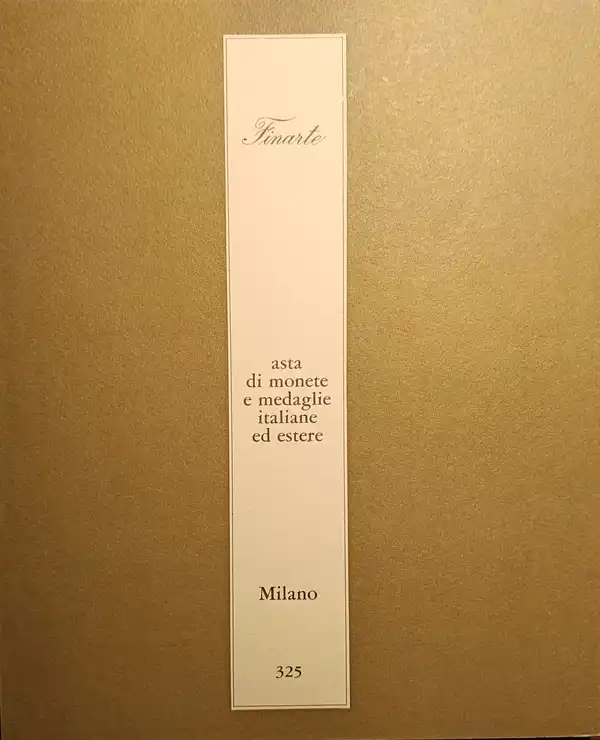 Finarte
asta
di monete
e medaglie
italiane
ed estere
Milano
325